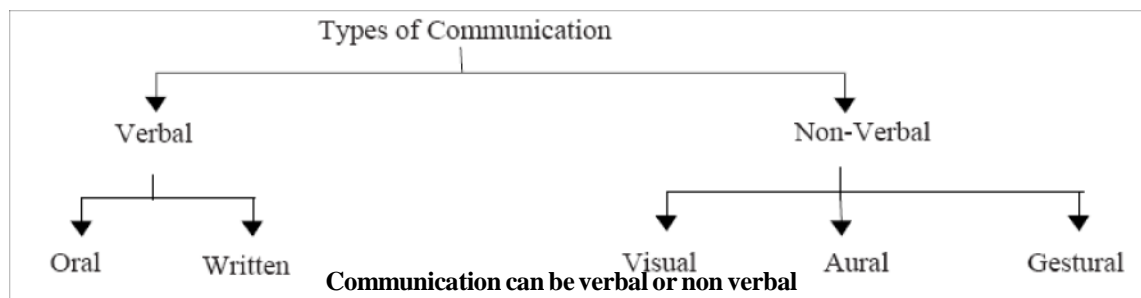 Types of Communication
Verbal Non-Verbal
Oral Written Visual Aural Gestural
Communication can be verbal or non verbal